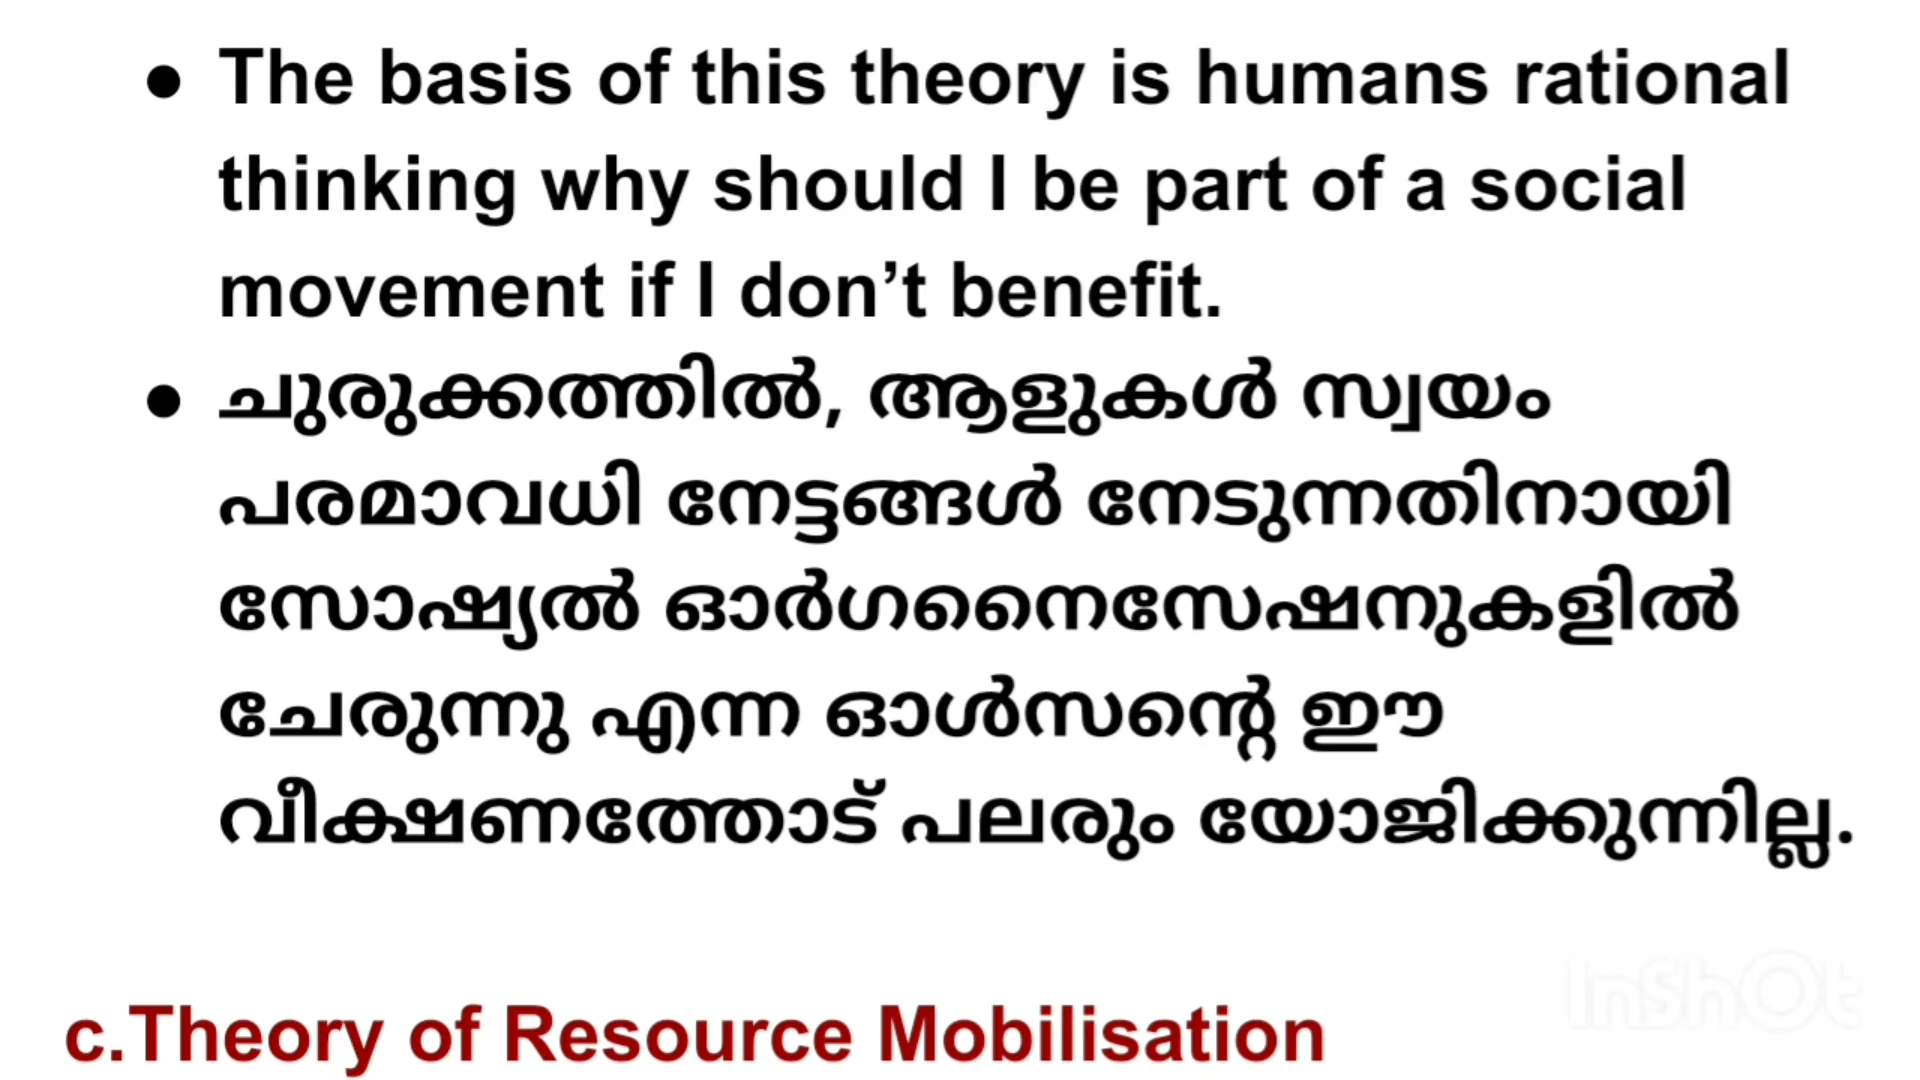 ● The basis of this theory is humans rational
thinking why should I be part of a social
movement if I don’t benefit.
● ചുരുക്കത്തിൽ, ആളുകൾ സ്വയം
പരമാവധി നേട്ടങ്ങൾ നേടുന്നതിനായി
സോഷ്യൽ ഓർഗനൈസേഷനുകളിൽ
ചേരുന്നു എന്ന ഓൾസന്റെ ഈ
വീക്ഷണത്തോട് പലരും യോജിക്കുന്നില്ല.
InShOt
c.Theory of Resource Mobilisation